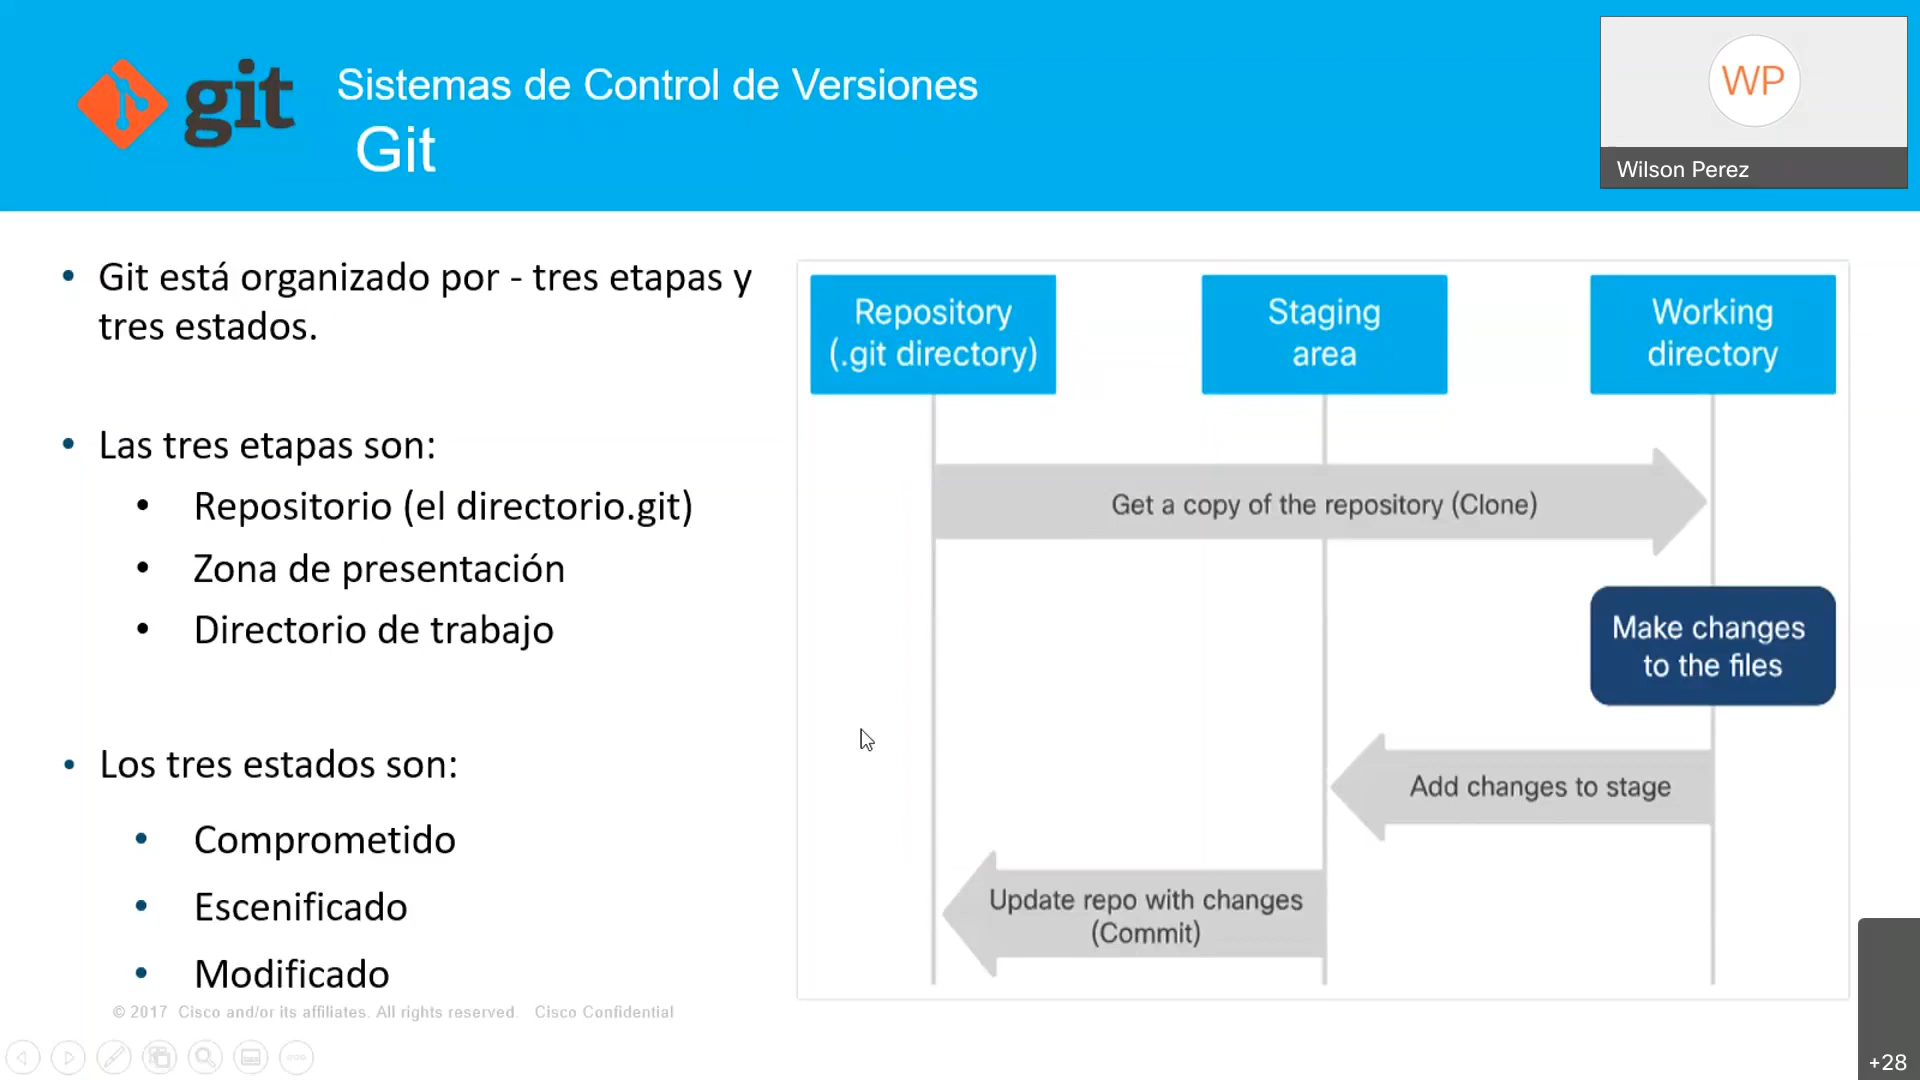 git
Sistemas de Control de Versiones
Git
WP
Wilson Perez
• Git está organizado por - tres etapas y
tres estados.
• Las tres etapas son:
• Repositorio (el directorio.git)
• Zona de presentación
• Directorio de trabajo
• Los tres estados son:
• Comprometido
• Escenificado
• Modificado
Repository
(.git directory)
Staging
area
Working
directory
Get a copy of the repository (Clone)
Make changes
to the files
Add changes to stage
Update repo with changes
(Commit)
© 2017 Cisco and/or its affiliates. All rights reserved. Cisco Confidential
+28